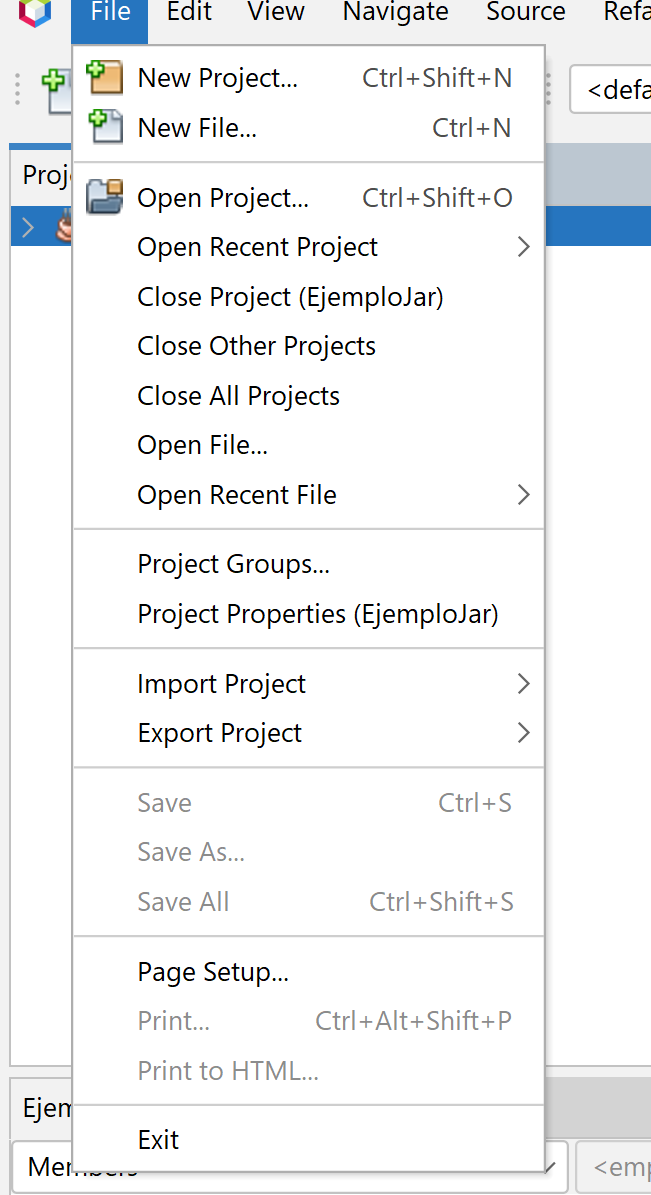 File Edit View Navigate Source Refa
New Project... Ctrl+Shift+N
<defa
New File... Ctrl+N
Proj
Open Project... Ctrl+Shift+O
Open Recent Project
Close Project (EjemploJar)
Close Other Projects
Close All Projects
Open File...
Open Recent File
Project Groups...
Project Properties (EjemploJar)
Import Project
Export Project
Save Ctrl+S
Save As...
Save All Ctrl+Shift+S
Page Setup...
Print... Ctrl+Alt+Shift+P
Print to HTML...
Ejem
Exit
Members
<emp